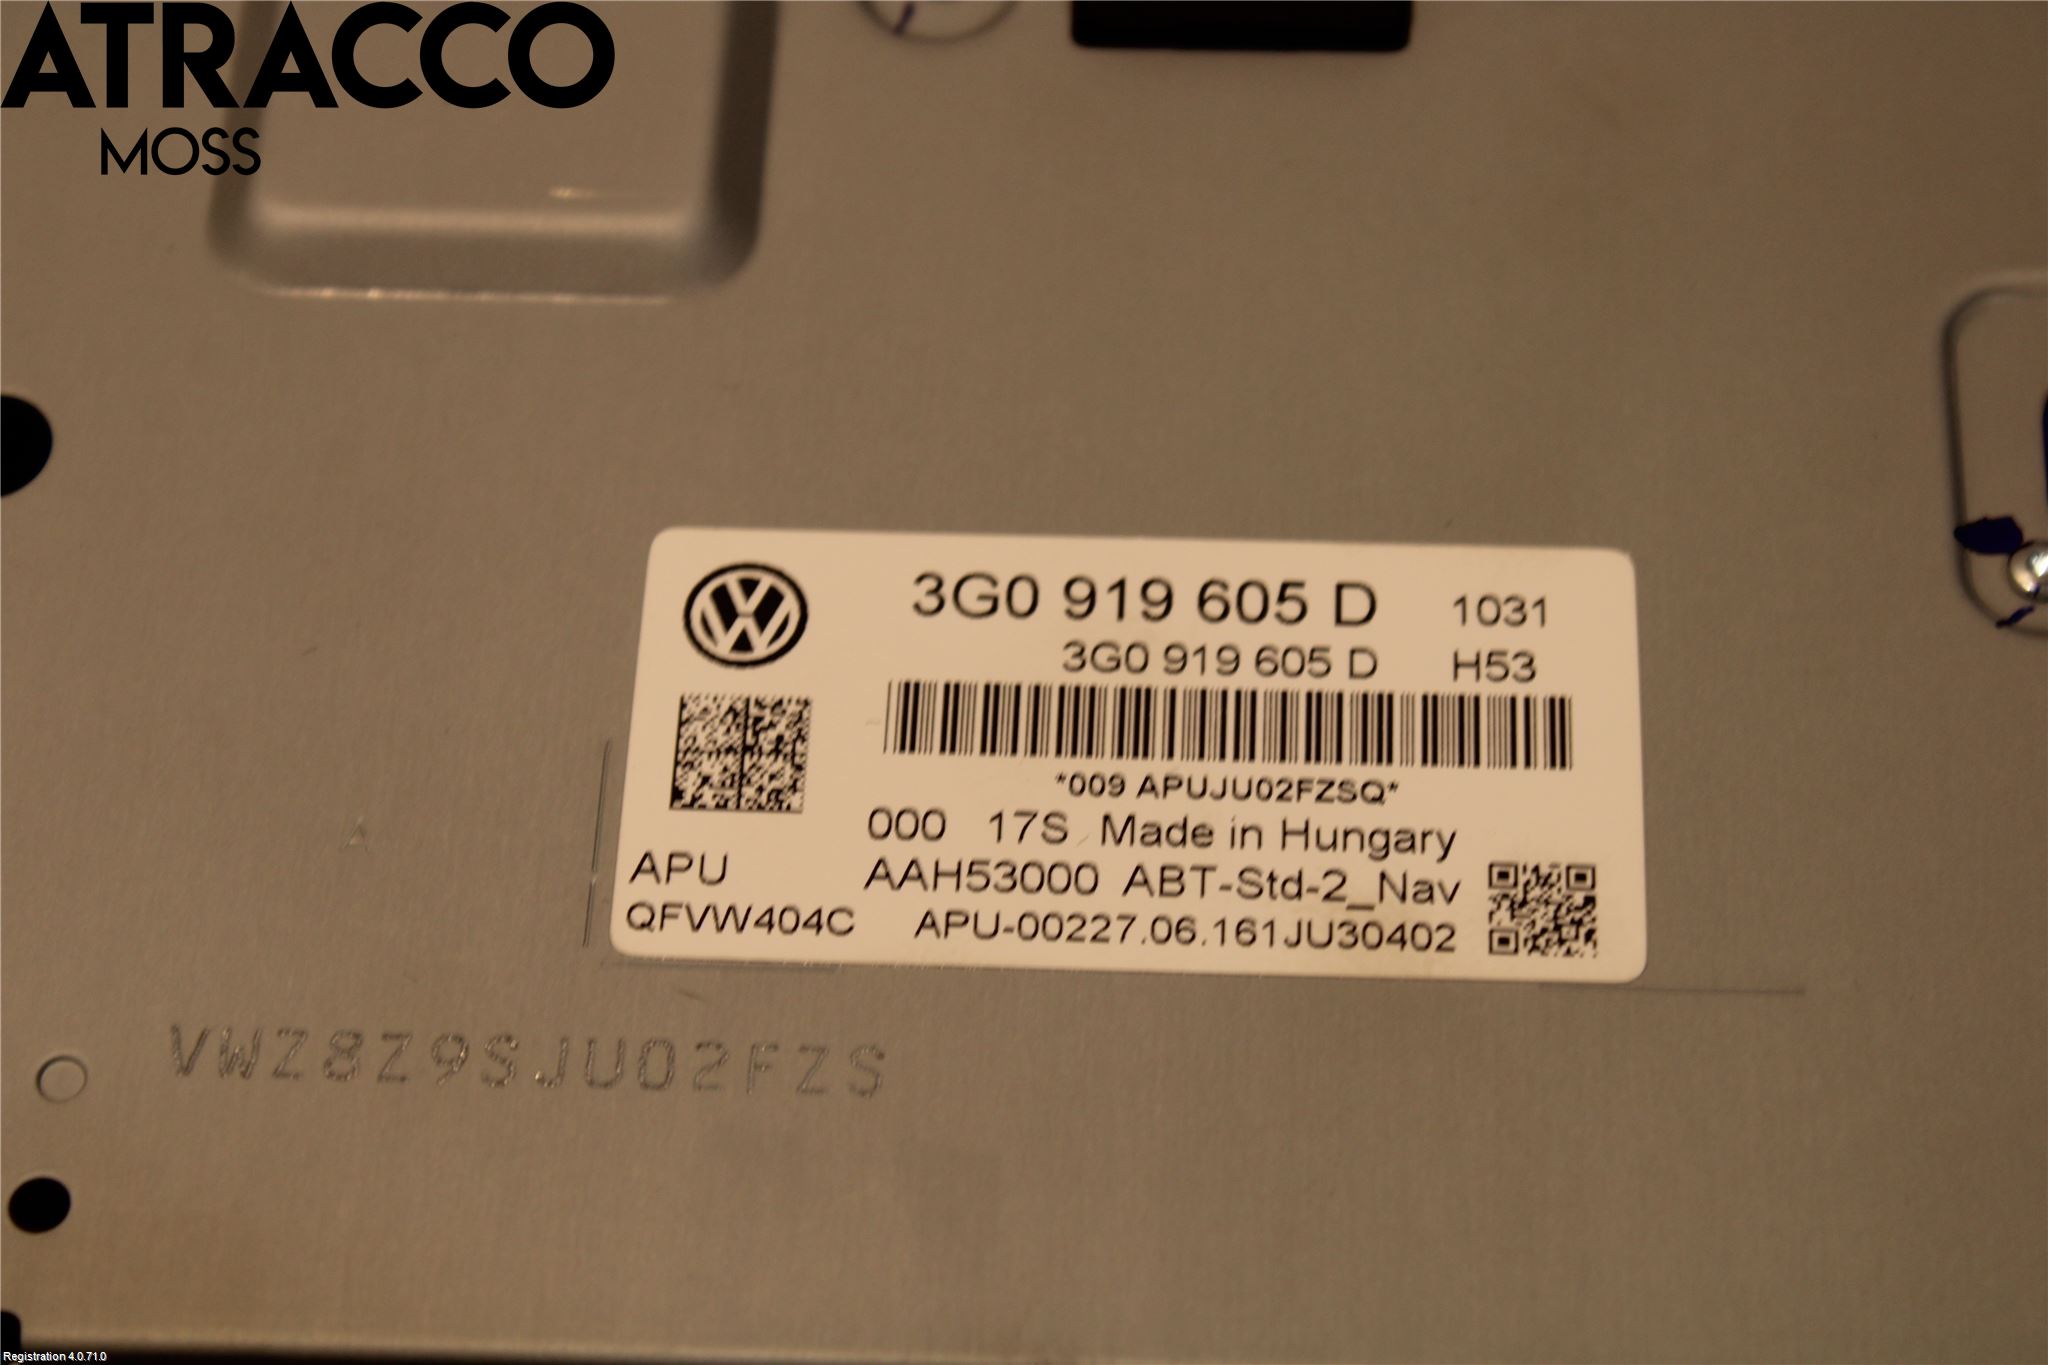 ATRACCO
MOSS
3G0 919 605 D 1031
3G0 919 605 D H53
*009 APUJU02FZSQ*
000 17S Made in Hungary
APU AAH53000 ABT-Std-2_Nav
QFVW404C APU-00227.06.161JU30402
A
VWZ8Z9SJU02FZS
Registration 4.0.71.0